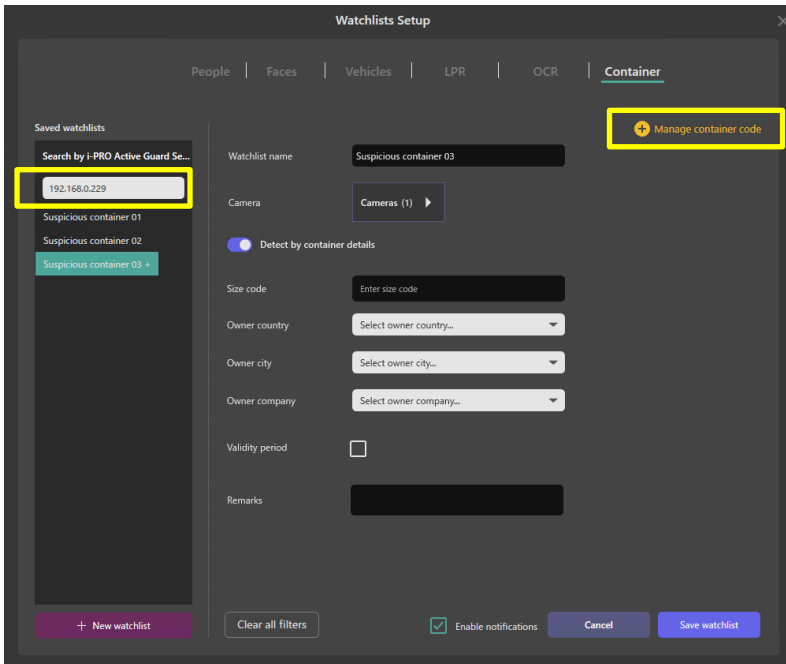 Watchlists Setup
People Faces Vehicles LPR OCR Container
+ Manage container code
Saved watchlists
Search by i-PRO Active Guard Se...
192.168.0.229
Suspicious container 01
Suspicious container 02
Suspicious container 03 +
+ New watchlist
Watchlist name Suspicious container 03
Camera Cameras (1)
Detect by container details
Size code Enter size code
Owner country Select owner country...
Owner city Select owner city...
Owner company Select owner company...
Validity period
Remarks
Clear all filters Enable notifications Cancel Save watchlist